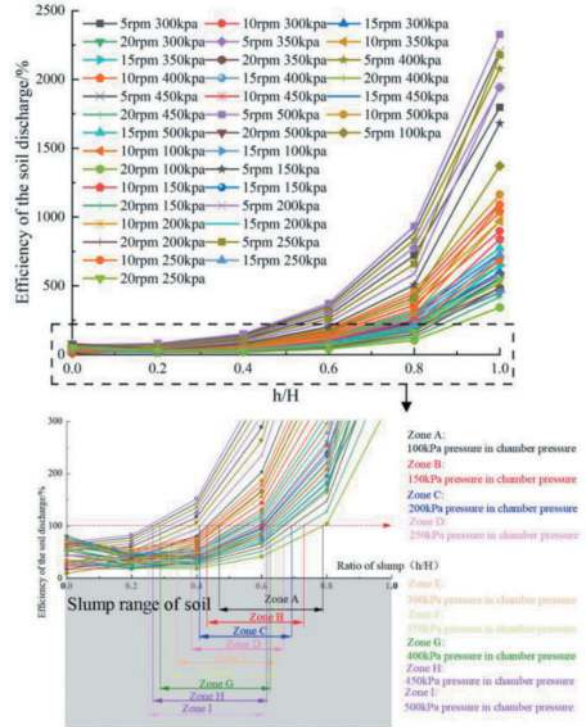 2500
2000
1500
1000
500
0
Efficiency of the soil discharge/%
5rpm 300kpa 10rpm 300kpa 15rpm 300kpa
20rpm 300kpa 5rpm 350kpa 10rpm 350kpa
15rpm 350kpa 20rpm 350kpa 5rpm 400kpa
10rpm 400kpa 15rpm 400kpa 20rpm 400kpa
5rpm 450kpa 10rpm 450kpa 15rpm 450kpa
20rpm 450kpa 5rpm 500kpa 10rpm 500kpa
15rpm 500kpa 20rpm 500kpa 5rpm 100kpa
10rpm 100kpa 15rpm 100kpa
20rpm 100kpa 5rpm 150kpa
10rpm 150kpa 15rpm 150kpa
20rpm 150kpa 5rpm 200kpa
10rpm 200kpa 15rpm 200kpa
20rpm 200kpa 5rpm 250kpa
10rpm 250kpa 15rpm 250kpa
20rpm 250kpa
0.0 0.2 0.4 0.6 0.8 1.0
h/H
300
200
100
0
Efficiency of the soil discharge/%
Ratio of slump (h/H)
Slump range of soil
Zone A
Zone B
Zone C
Zone D
Zone G
Zone H
Zone I
Zone A:
100kPa pressure in chamber pressure
Zone B:
150kPa pressure in chamber pressure
Zone C:
200kPa pressure in chamber pressure
Zone D:
250kPa pressure in chamber pressure
Zone E:
300kPa pressure in chamber pressure
Zone F:
350kPa pressure in chamber pressure
Zone G:
400kPa pressure in chamber pressure
Zone H:
450kPa pressure in chamber pressure
Zone I:
500kPa pressure in chamber pressure